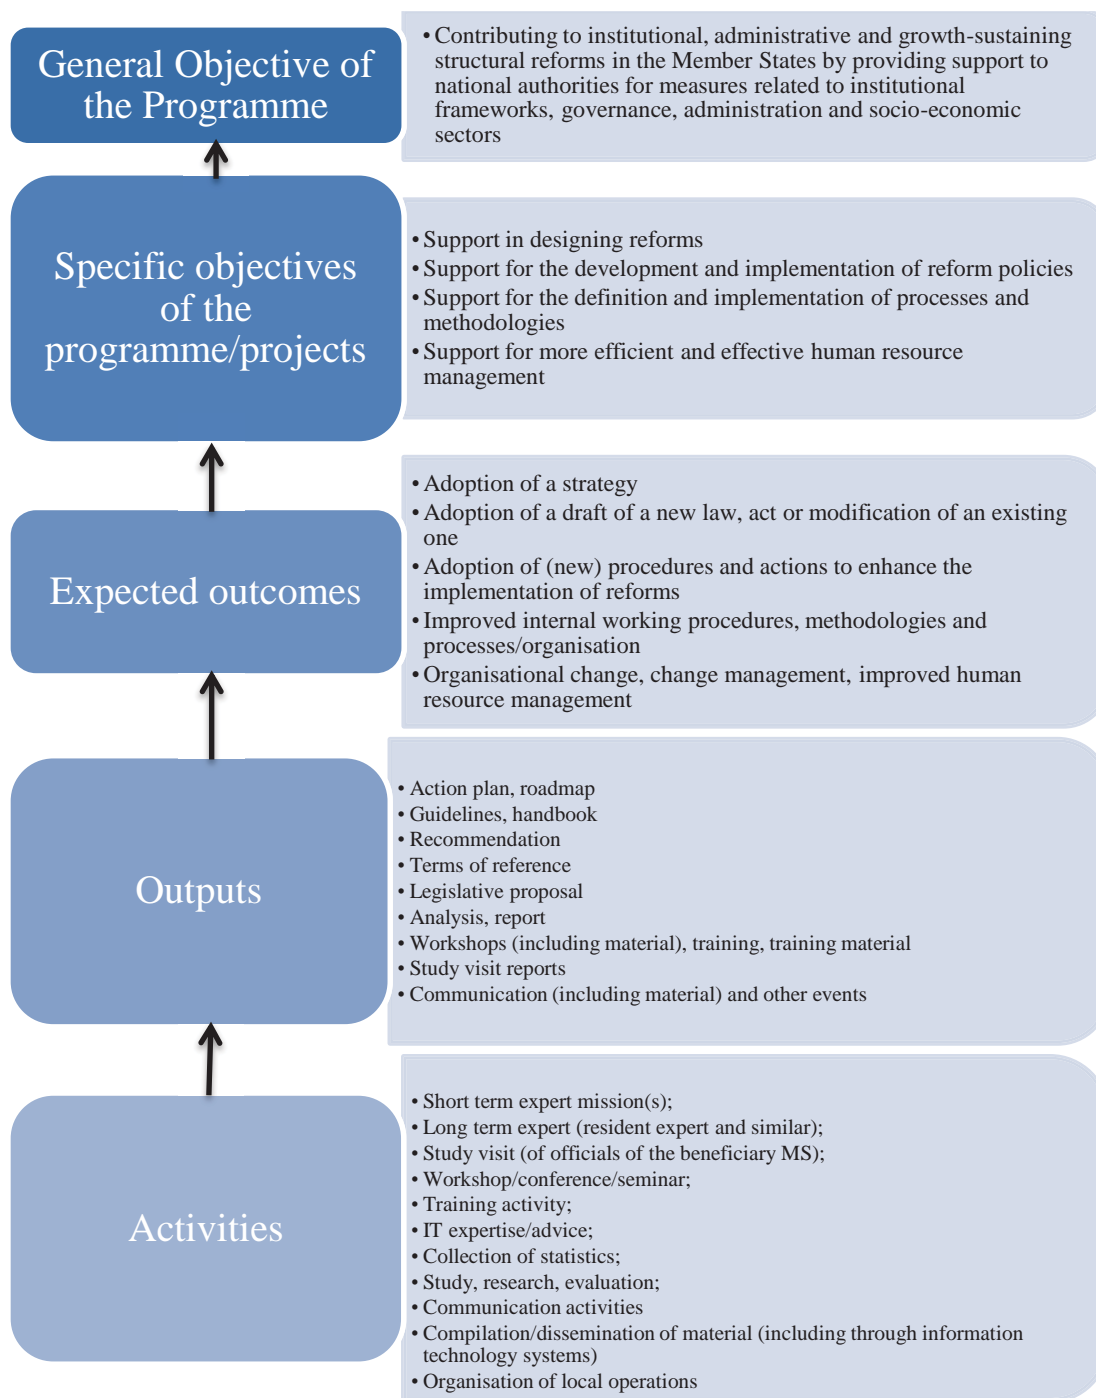 General Objective of
the Programme
• Contributing to institutional, administrative and growth-sustaining
structural reforms in the Member States by providing support to
national authorities for measures related to institutional
frameworks, governance, administration and socio-economic
sectors
Specific objectives
of the
programme/projects
• Support in designing reforms
• Support for the development and implementation of reform policies
• Support for the definition and implementation of processes and
methodologies
• Support for more efficient and effective human resource
management
Expected outcomes
• Adoption of a strategy
• Adoption of a draft of a new law, act or modification of an existing
one
• Adoption of (new) procedures and actions to enhance the
implementation of reforms
• Improved internal working procedures, methodologies and
processes/organisation
• Organisational change, change management, improved human
resource management
Outputs
• Action plan, roadmap
• Guidelines, handbook
• Recommendation
• Terms of reference
• Legislative proposal
• Analysis, report
• Workshops (including material), training, training material
• Study visit reports
• Communication (including material) and other events
Activities
• Short term expert mission(s);
• Long term expert (resident expert and similar);
• Study visit (of officials of the beneficiary MS);
• Workshop/conference/seminar;
• Training activity;
• IT expertise/advice;
• Collection of statistics;
• Study, research, evaluation;
• Communication activities
• Compilation/dissemination of material (including through information
technology systems)
• Organisation of local operations